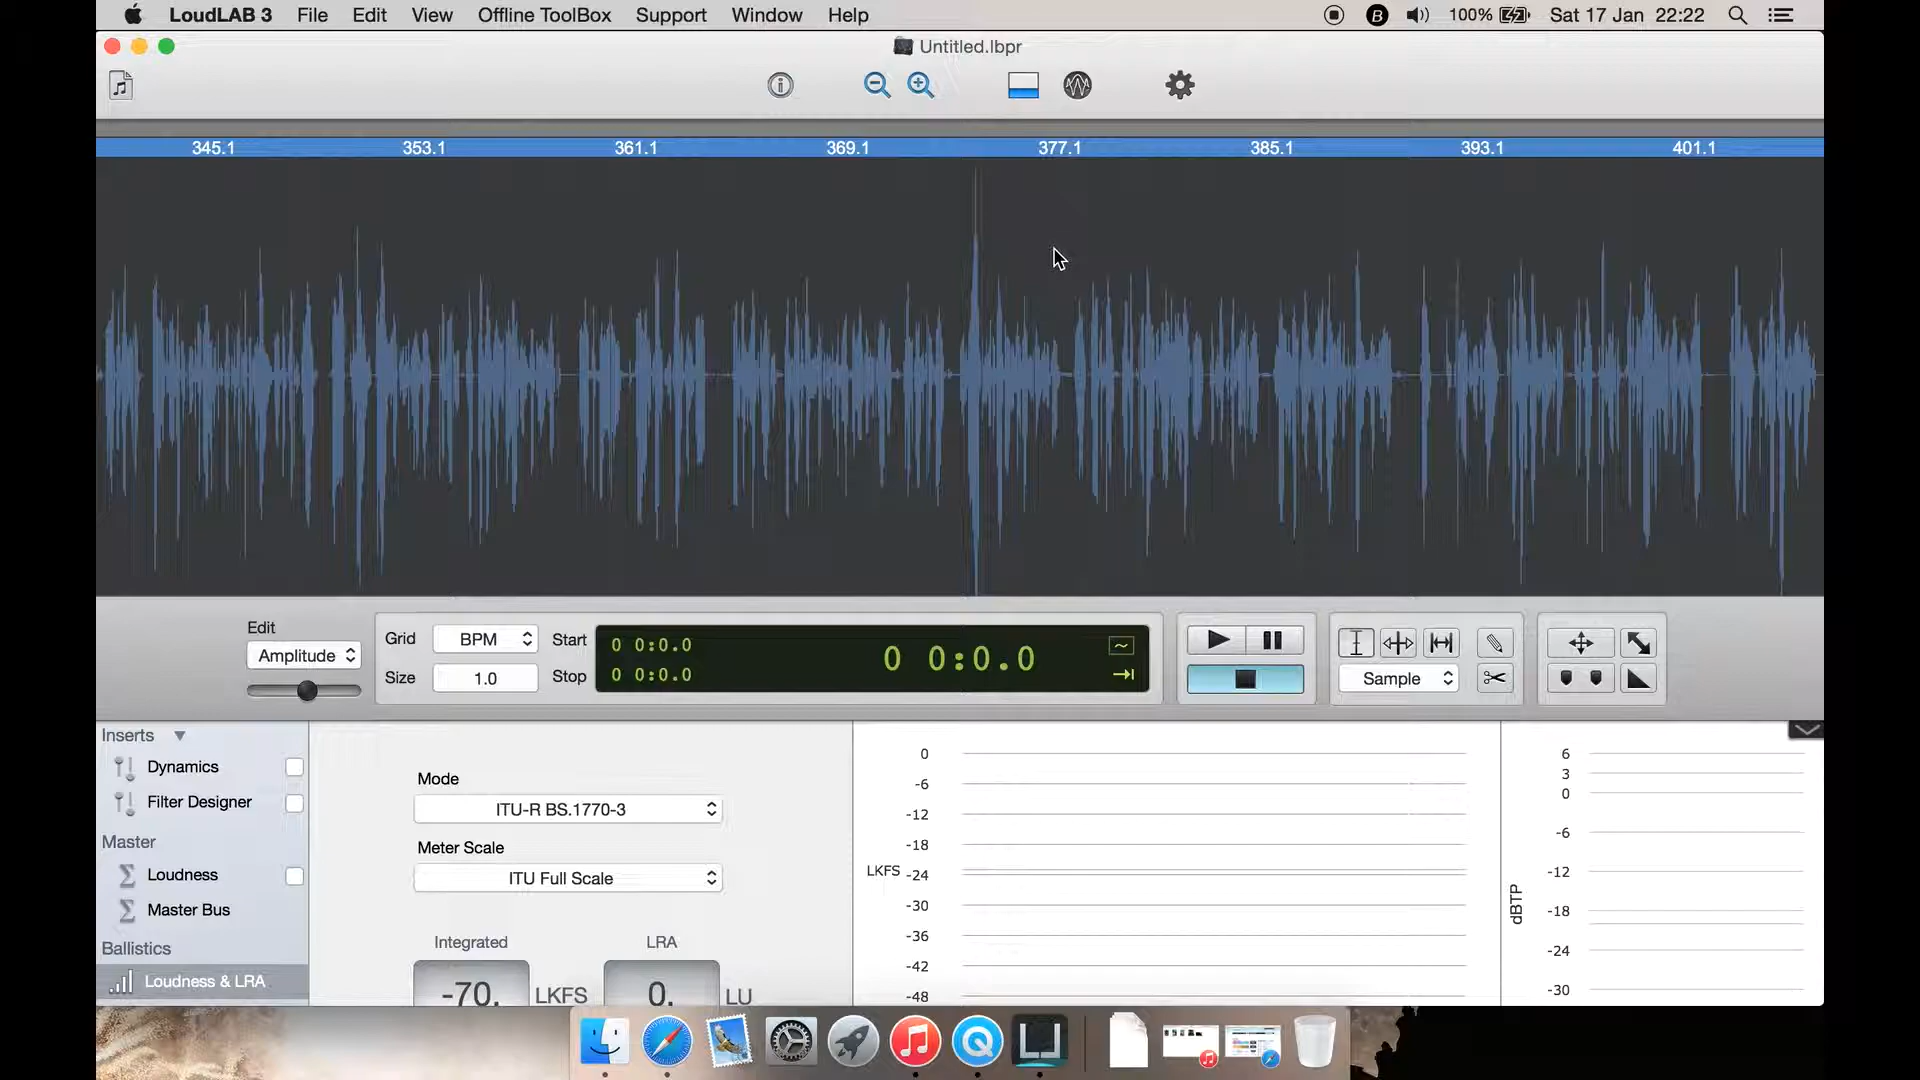 LoudLAB 3 File Edit View Offline ToolBox Support Window Help 100% Sat 17 Jan 22:22
Untitled.lbpr
345.1 353.1 361.1 369.1 377.1 385.1 393.1 401.1
Edit
Amplitude
Grid BPM Start 0 0:0.0
Size 1.0 Stop 0 0:0.0
0 0:0.0
Sample
Inserts
Dynamics
Filter Designer
Master
Loudness
Master Bus
Ballistics
Loudness & LRA
Mode
ITU-R BS.1770-3
Meter Scale
ITU Full Scale
Integrated LRA
-70. LKFS 0. LU
0
-6
-12
-18
LKFS -24
-30
-36
-42
-48
6
3
0
-6
-12
dBTP
-18
-24
-30